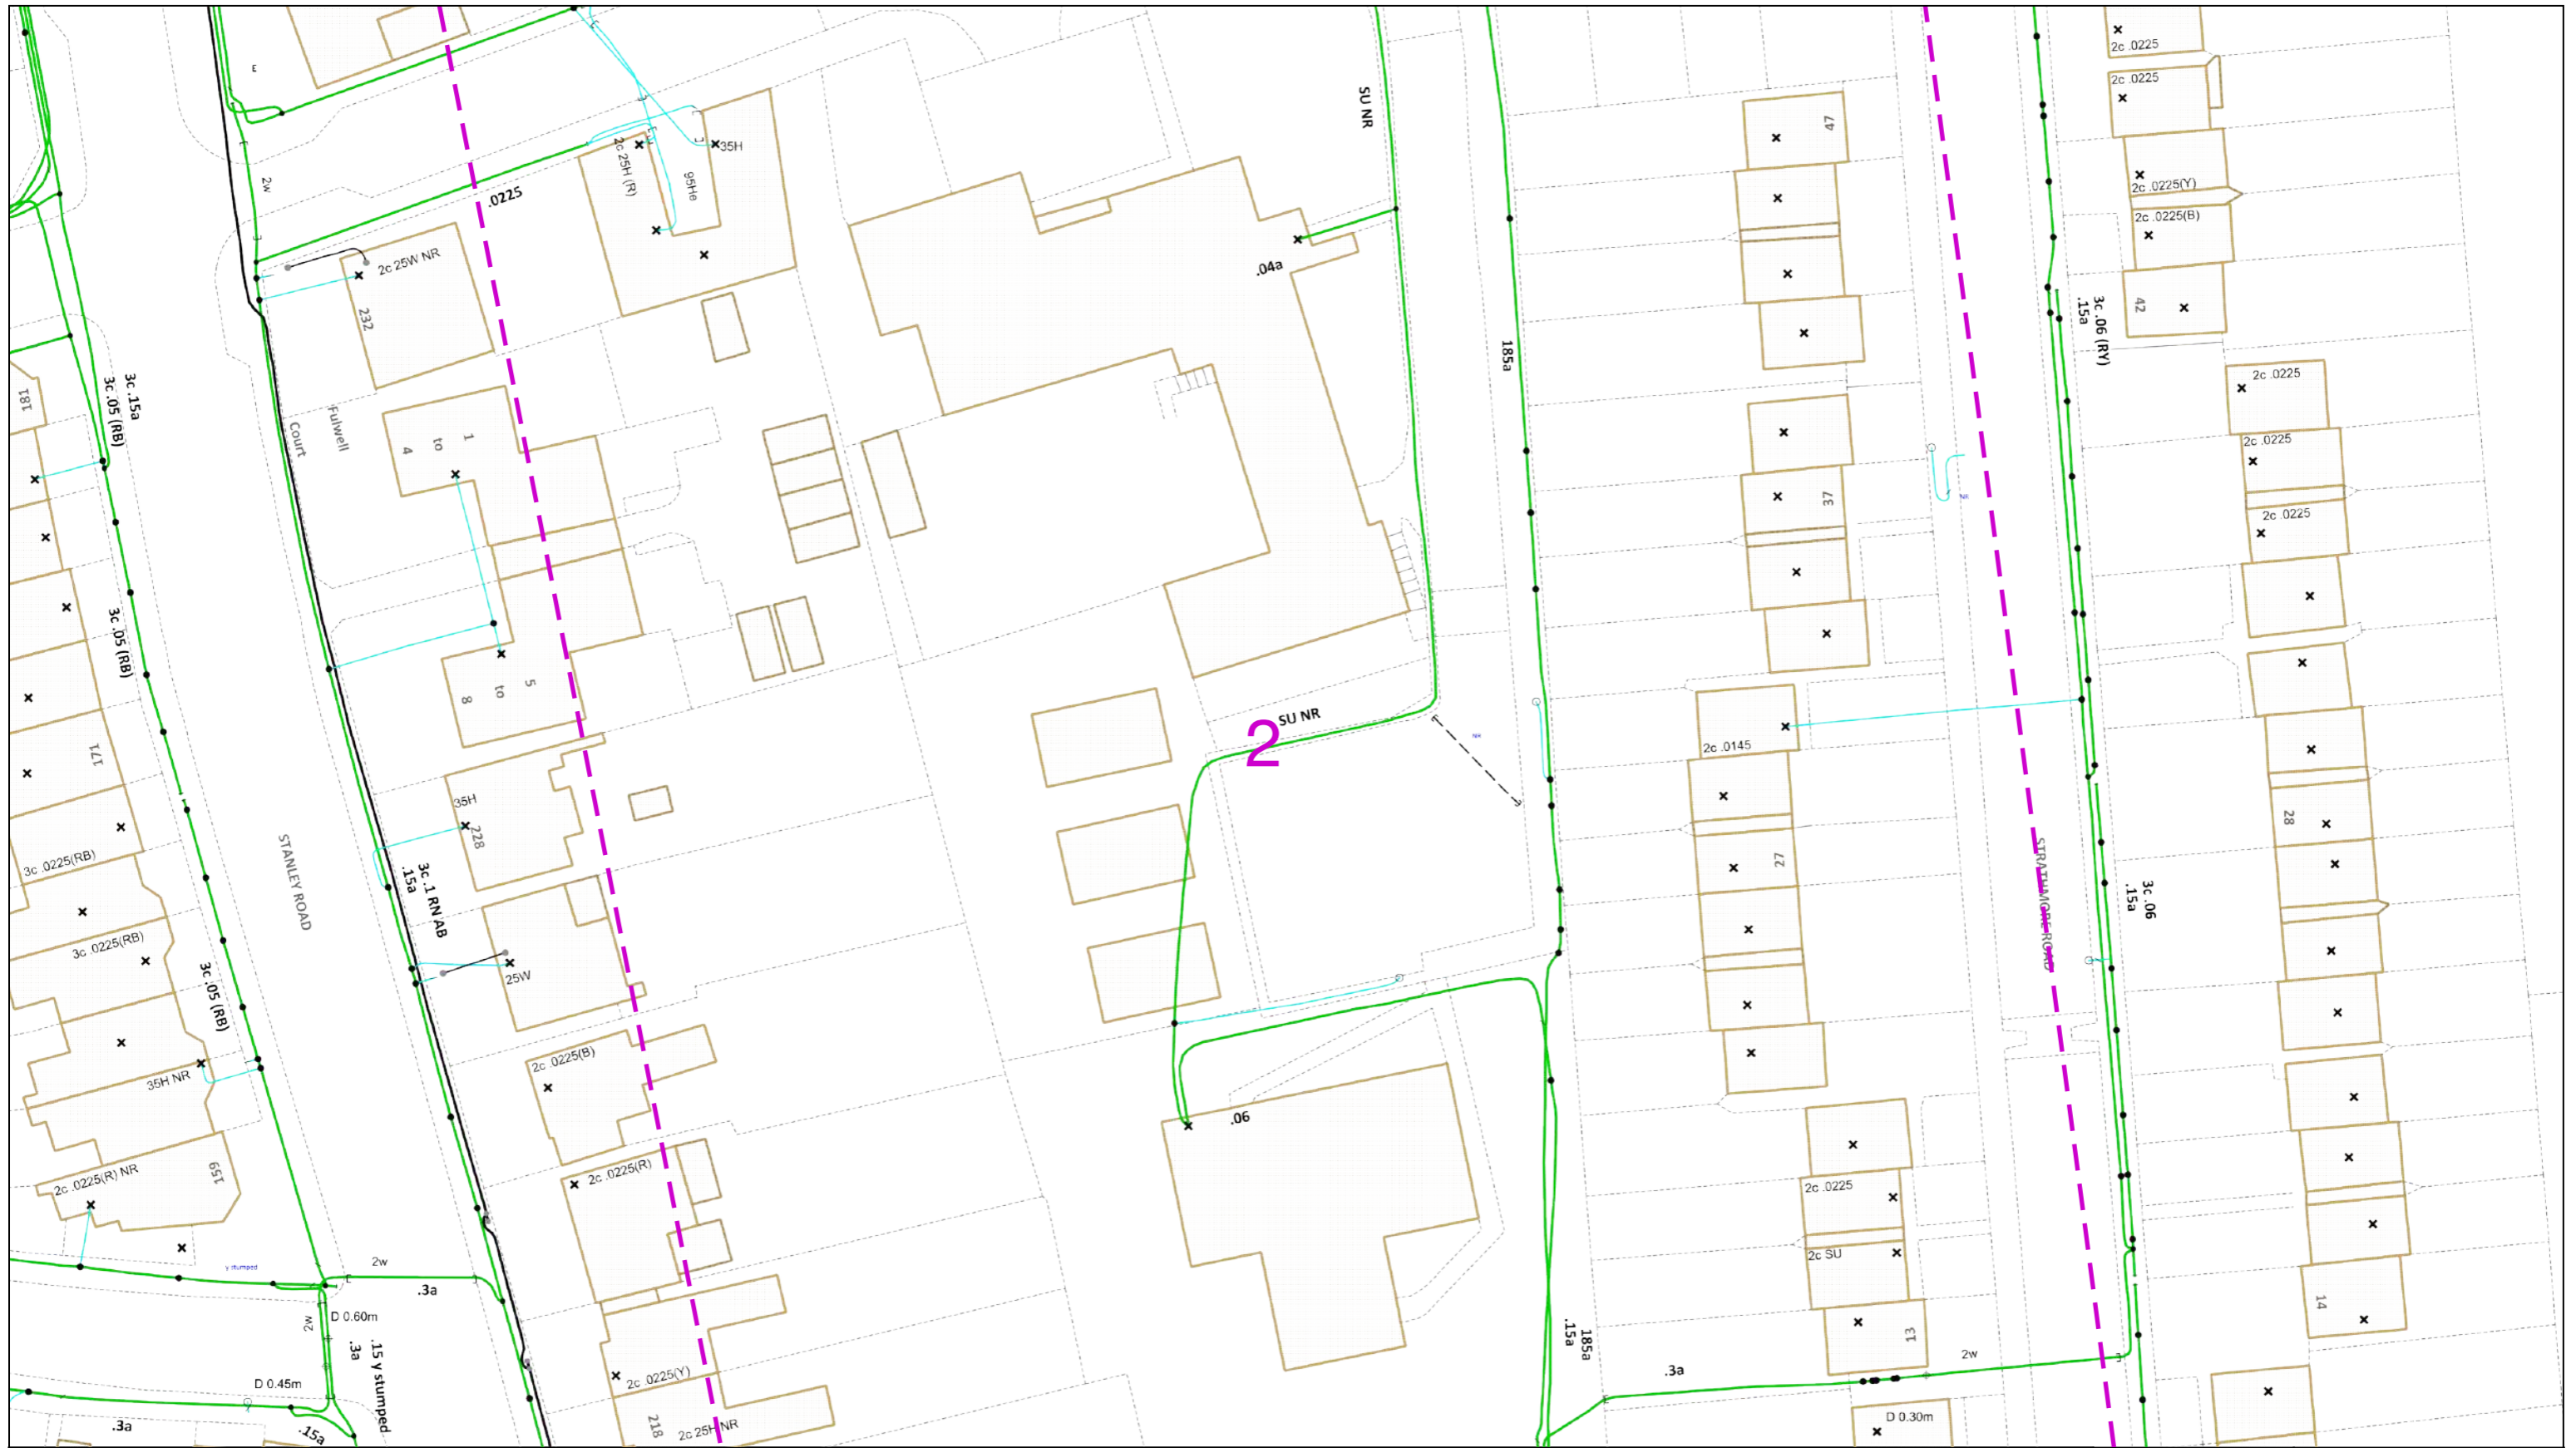 E
2w
.0225
2c 25H (R)
95He
35H
2c 25W NR
232
Fulwell
Court
1
to
4
5
to
8
181
3c .15a
3c .05 (RB)
3c .05 (RB)
171
3c .0225(RB)
3c .0225(RB)
3c .05 (RB)
35H NR
2c .0225(R) NR
159
STANLEY ROAD
35H
228
3c .1 RN AB
.15a
25W
2c .0225(B)
2c .0225(R)
2c .0225(Y)
218
2c 25H NR
y stumped
2w
.3a
D 0.60m
2w
.3a
.15 y stumped
D 0.45m
.3a
.15a
SU NR
.04a
185a
SU NR
2
NR
.06
185a
.15a
.3a
2w
D 0.30m
47
37
NR
2c .0145
27
2c .0225
2c SU
13
STRATHMORE ROAD
3c .06 (RY)
.15a
3c .06
.15a
2c .0225
2c .0225
2c .0225(Y)
2c .0225(B)
42
2c .0225
2c .0225
2c .0225
28
14